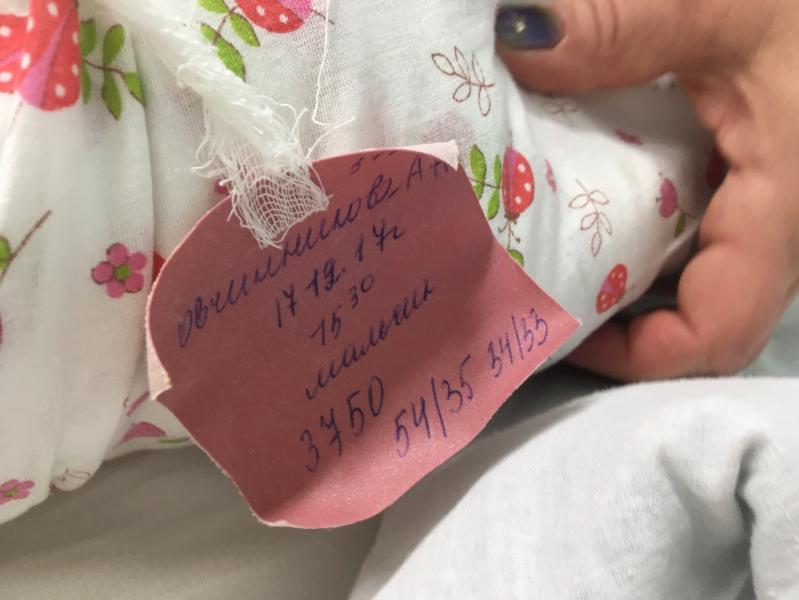 Овчинникова А
17 12. 17г
15 30
мальчик
3750
54/35 34/33